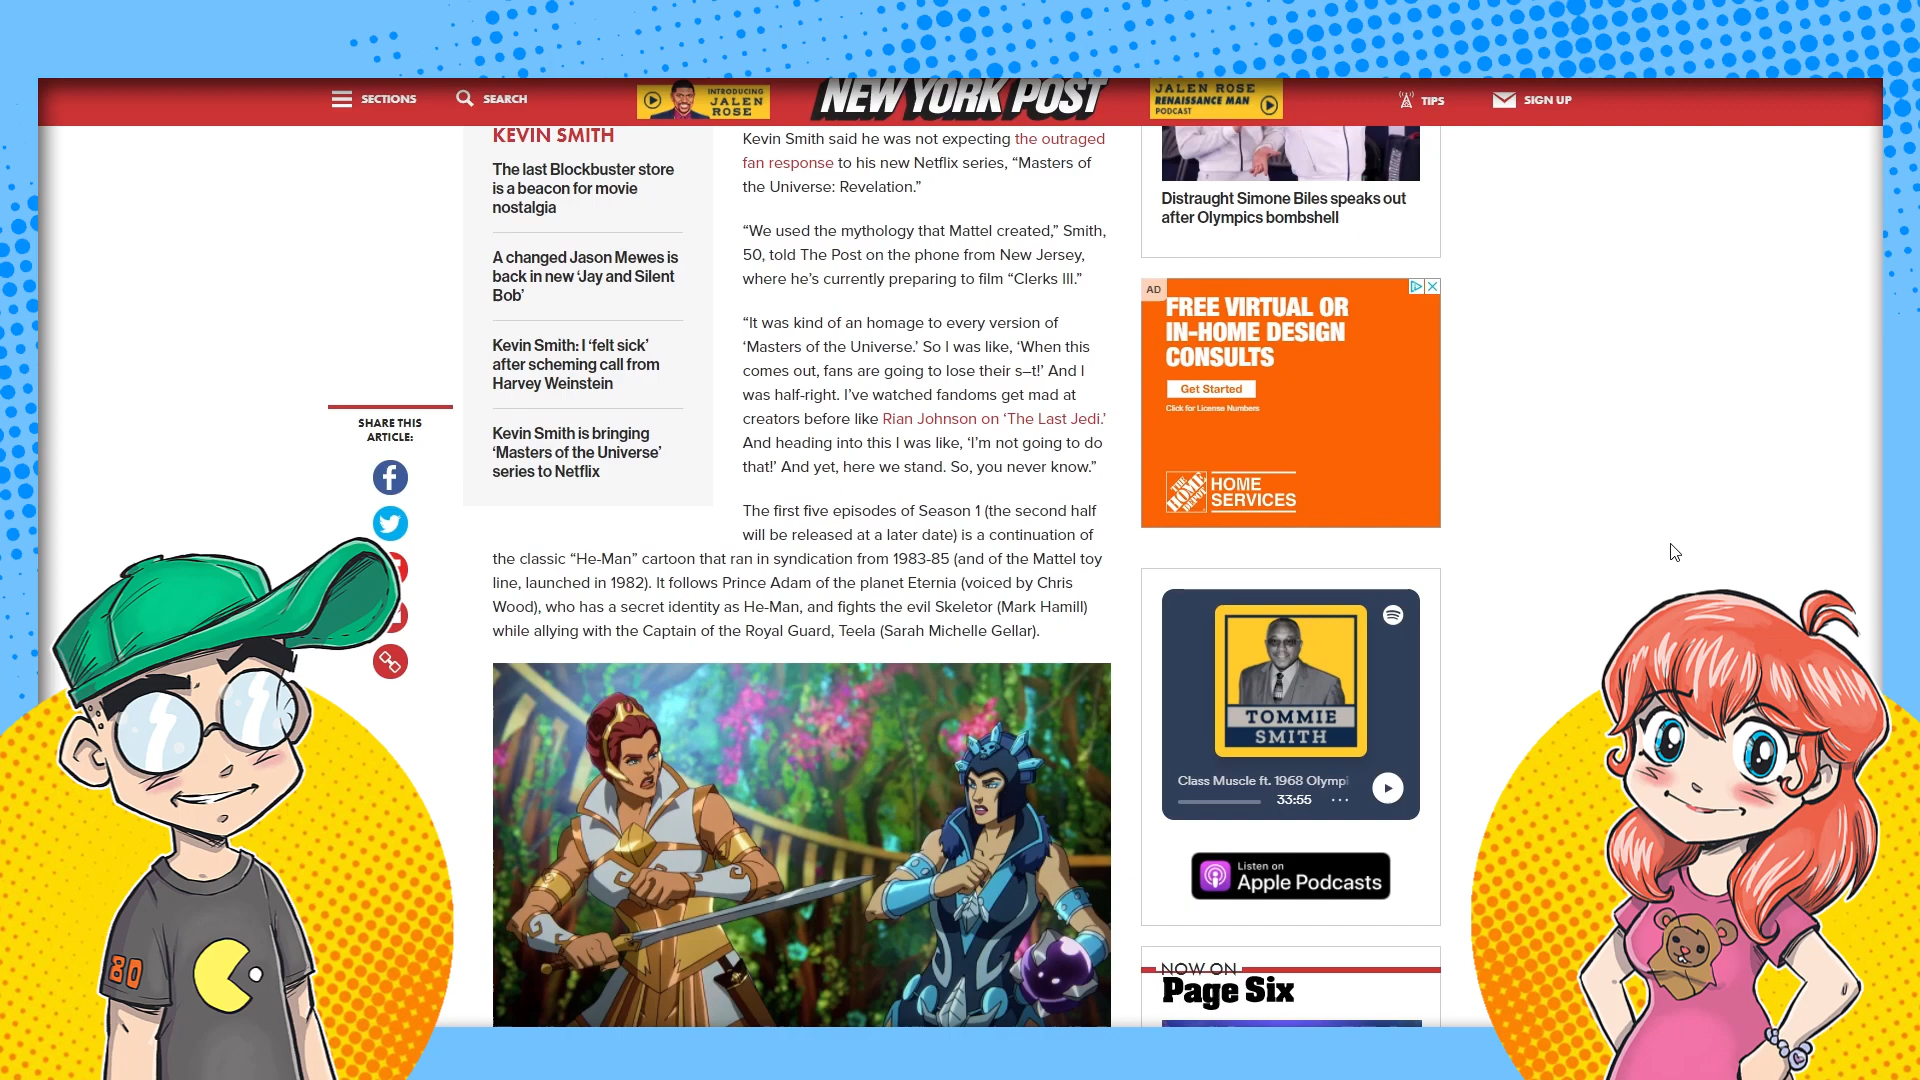 SECTIONS
SEARCH
INTRODUCING
JALEN
ROSE
NEW YORK POST
JALEN ROSE
RENAISSANCE MAN
PODCAST
TIPS
SIGN UP
KEVIN SMITH
The last Blockbuster store
is a beacon for movie
nostalgia
A changed Jason Mewes is
back in new ‘Jay and Silent
Bob’
Kevin Smith: I ‘felt sick’
after scheming call from
Harvey Weinstein
Kevin Smith is bringing
‘Masters of the Universe’
series to Netflix
SHARE THIS
ARTICLE:
Kevin Smith said he was not expecting the outraged
fan response to his new Netflix series, “Masters of
the Universe: Revelation.”
“We used the mythology that Mattel created,” Smith,
50, told The Post on the phone from New Jersey,
where he’s currently preparing to film “Clerks III.”
“It was kind of an homage to every version of
‘Masters of the Universe.’ So I was like, ‘When this
comes out, fans are going to lose their s–t!’ And I
was half-right. I’ve watched fandoms get mad at
creators before like Rian Johnson on ‘The Last Jedi.’
And heading into this I was like, ‘I’m not going to do
that!’ And yet, here we stand. So, you never know.”
The first five episodes of Season 1 (the second half
will be released at a later date) is a continuation of
the classic “He-Man” cartoon that ran in syndication from 1983-85 (and of the Mattel toy
line, launched in 1982). It follows Prince Adam of the planet Eternia (voiced by Chris
Wood), who has a secret identity as He-Man, and fights the evil Skeletor (Mark Hamill)
while allying with the Captain of the Royal Guard, Teela (Sarah Michelle Gellar).
Distraught Simone Biles speaks out
after Olympics bombshell
AD
FREE VIRTUAL OR
IN-HOME DESIGN
CONSULTS
Get Started
Click for License Numbers
THE HOME DEPOT
HOME
SERVICES
TOMMIE
SMITH
Class Muscle ft. 1968 Olympi
33:55
Listen on
Apple Podcasts
NOW ON
Page Six
80